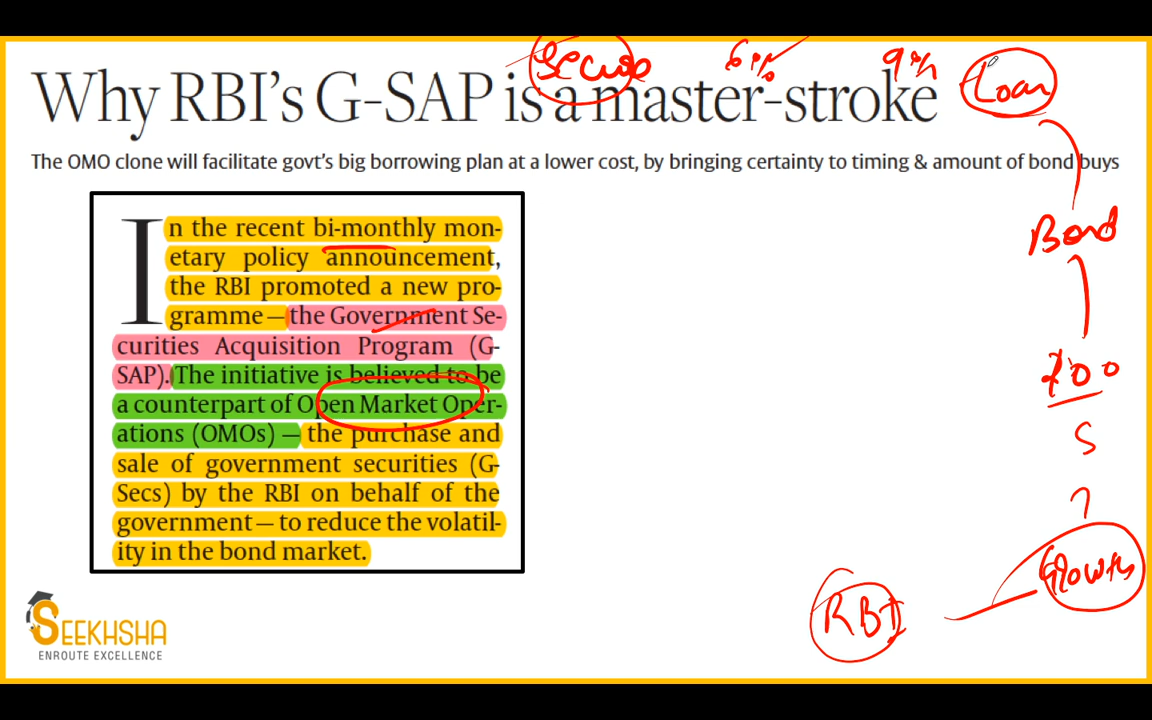 Secure 6% 9% Loan
Why RBI's G-SAP is a master-stroke
The OMO clone will facilitate govt's big borrowing plan at a lower cost, by bringing certainty to timing & amount of bond buys
In the recent bi-monthly mon-
etary policy announcement,
the RBI promoted a new pro-
gramme—the Government Se-
curities Acquisition Program (G-
SAP). The initiative is believed to be
a counterpart of Open Market Oper-
ations (OMOs) — the purchase and
sale of government securities (G-
Secs) by the RBI on behalf of the
government — to reduce the volatil-
ity in the bond market.
Bond
5
7
Growth
RBI
SEEKHSHA
ENROUTE EXCELLENCE